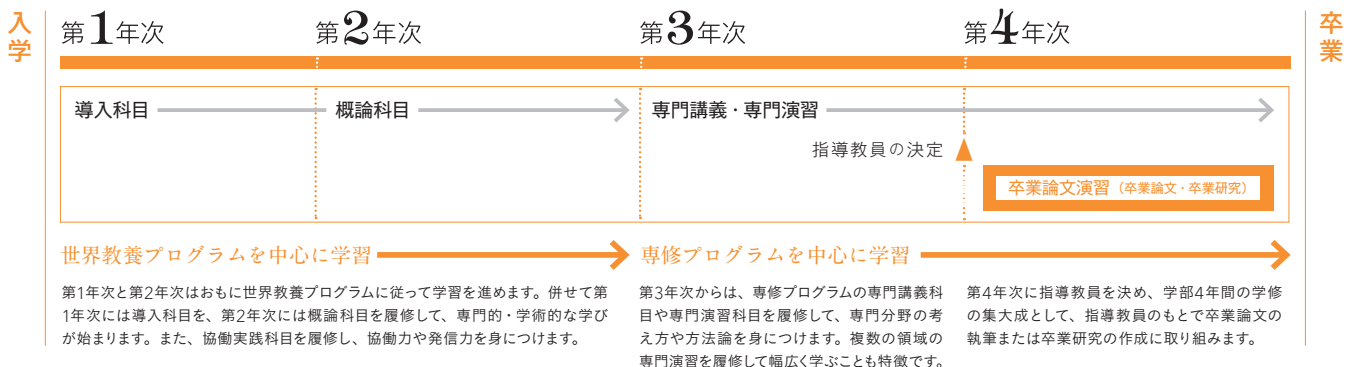 入学
第1年次
第2年次
第3年次
第4年次
卒業
導入科目
概論科目
専門講義・専門演習
指導教員の決定
卒業論文演習（卒業論文・卒業研究）
世界教養プログラムを中心に学習
専修プログラムを中心に学習
第1年次と第2年次はおもに世界教養プログラムに従って学習を進めます。併せて第
1年次には導入科目を、第2年次には概論科目を履修して、専門的・学術的な学び
が始まります。また、協働実践科目を履修し、協働力や発信力を身につけます。
第3年次からは、専修プログラムの専門講義科
目や専門演習科目を履修して、専門分野の考
え方や方法論を身につけます。複数の領域の
専門演習を履修して幅広く学ぶことも特徴です。
第4年次に指導教員を決め、学部4年間の学修
の集大成として、指導教員のもとで卒業論文の
執筆または卒業研究の作成に取り組みます。